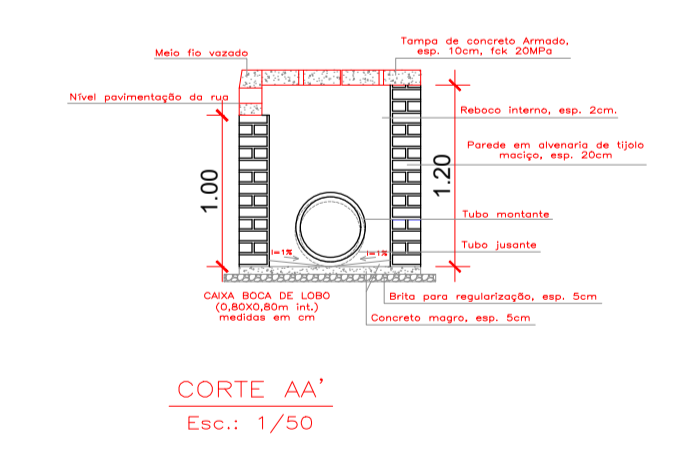 Meio fio vazado
Tampa de concreto Armado,
esp. 10cm, fck 20MPa
Nível pavimentação da rua
Reboco interno, esp. 2cm.
Parede em alvenaria de tijolo
maciço, esp. 20cm
1.00
1.20
Tubo montante
Tubo jusante
i=1%
i=1%
CAIXA BOCA DE LOBO
(0,80X0,80m int.)
medidas em cm
Brita para regularização, esp. 5cm
Concreto magro, esp. 5cm
CORTE AA'
Esc.: 1/50